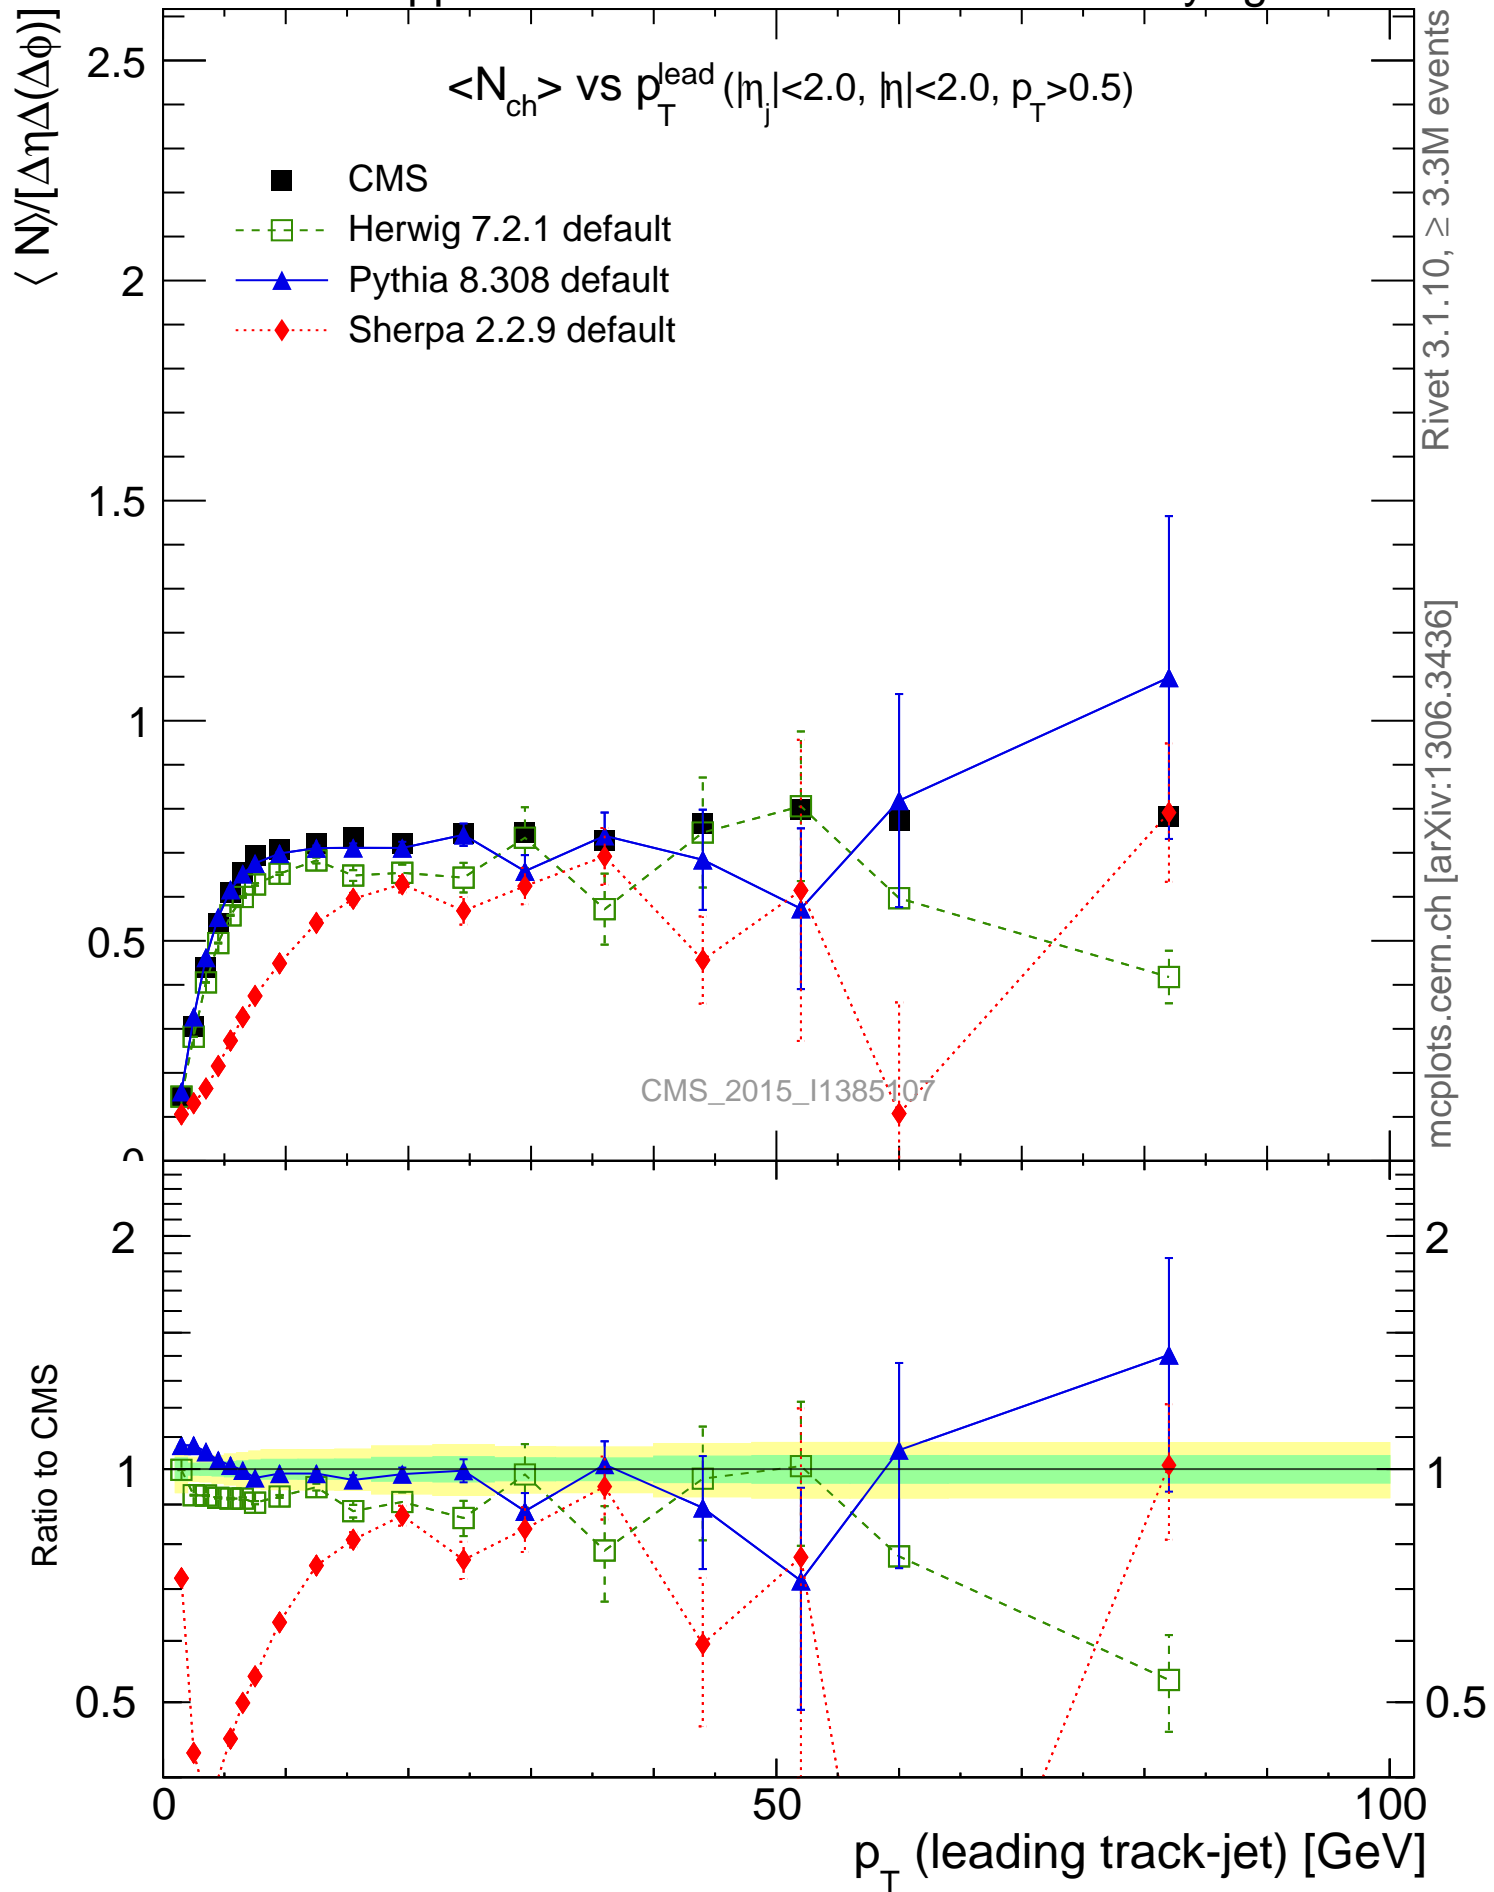 pp
⟨ N⟩/[ΔηΔ(Δϕ)]
<N_ch> vs p_T^lead (|η_j|<2.0, |η|<2.0, p_T>0.5)
CMS
Herwig 7.2.1 default
Pythia 8.308 default
Sherpa 2.2.9 default
2.5
2
1.5
1
0.5
0
CMS_2015_I1385107
Rivet 3.1.10, ≥ 3.3M events
mcplots.cern.ch [arXiv:1306.3436]
Ratio to CMS
2
1
0.5
2
1
0.5
0 50 100
p_T (leading track-jet) [GeV]